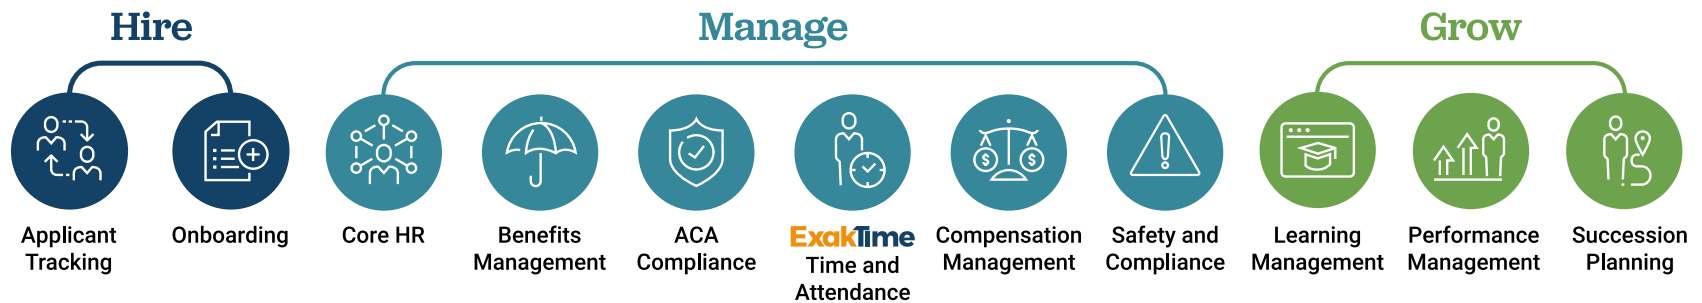 Hire
Applicant
Tracking
Onboarding
Manage
Core HR
Benefits
Management
ACA
Compliance
ExakTime
Time and
Attendance
Compensation
Management
Safety and
Compliance
Grow
Learning
Management
Performance
Management
Succession
Planning